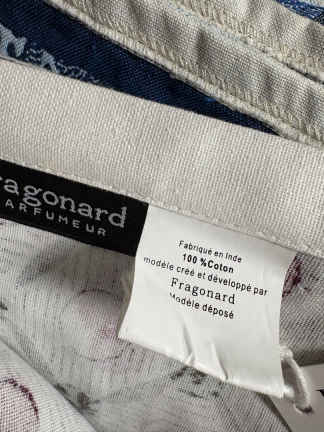 ragonard
ARFUMEUR
Fabriqué en Inde
100 %Coton
modèle créé et développé par
Fragonard
Modèle déposé